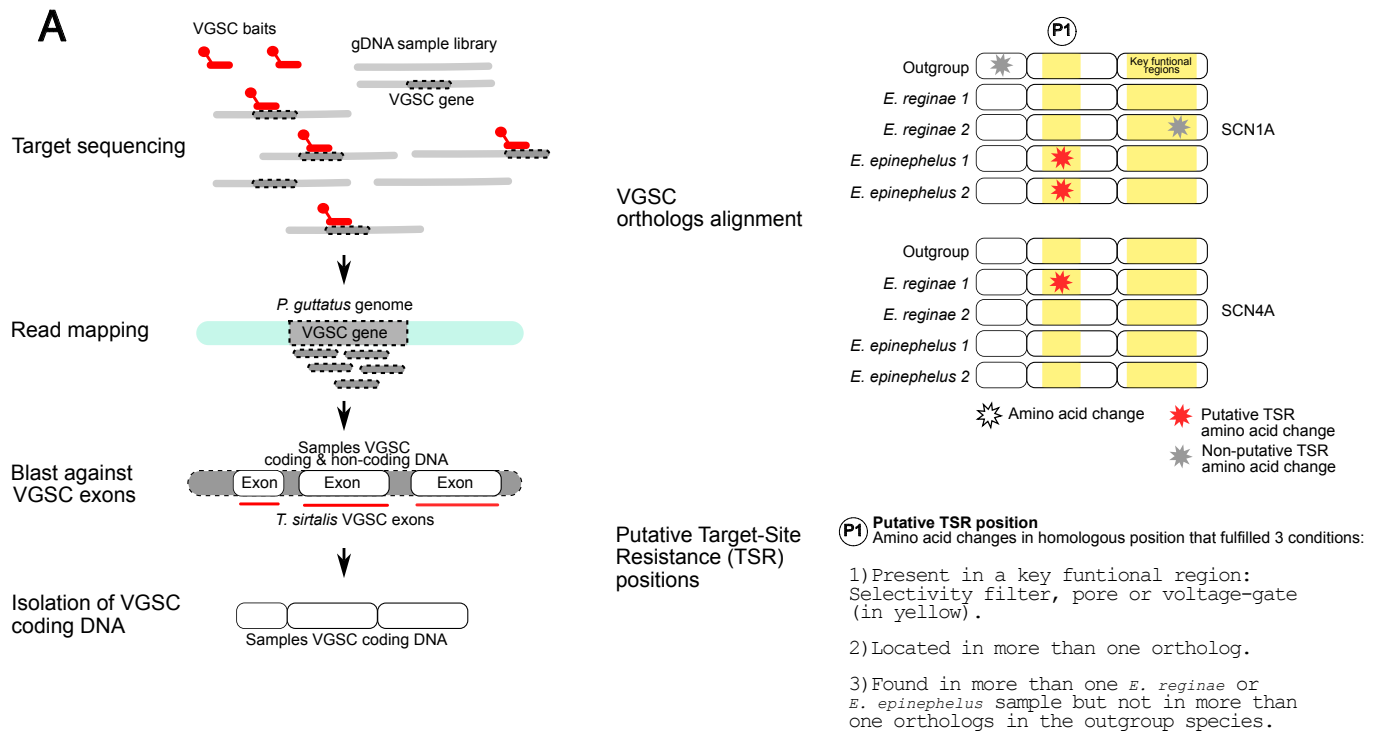 A
VGSC baits
gDNA sample library
VGSC gene
Target sequencing
P. guttatus genome
Read mapping
VGSC gene
Samples VGSC
coding & non-coding DNA
Blast against
VGSC exons
Exon
Exon
Exon
T. sirtalis VGSC exons
Isolation of VGSC
coding DNA
Samples VGSC coding DNA
VGSC
orthologs alignment
P1
Outgroup
Key funtional
regions
E. reginae 1
E. reginae 2
SCN1A
E. epinephelus 1
E. epinephelus 2
Outgroup
E. reginae 1
E. reginae 2
SCN4A
E. epinephelus 1
E. epinephelus 2
Amino acid change
Putative TSR
amino acid change
Non-putative TSR
amino acid change
Putative Target-Site
Resistance (TSR)
positions
P1
Putative TSR position
Amino acid changes in homologous position that fulfilled 3 conditions:
1)Present in a key funtional region:
Selectivity filter, pore or voltage-gate
(in yellow).
2)Located in more than one ortholog.
3)Found in more than one E. reginae or
E. epinephelus sample but not in more than
one orthologs in the outgroup species.